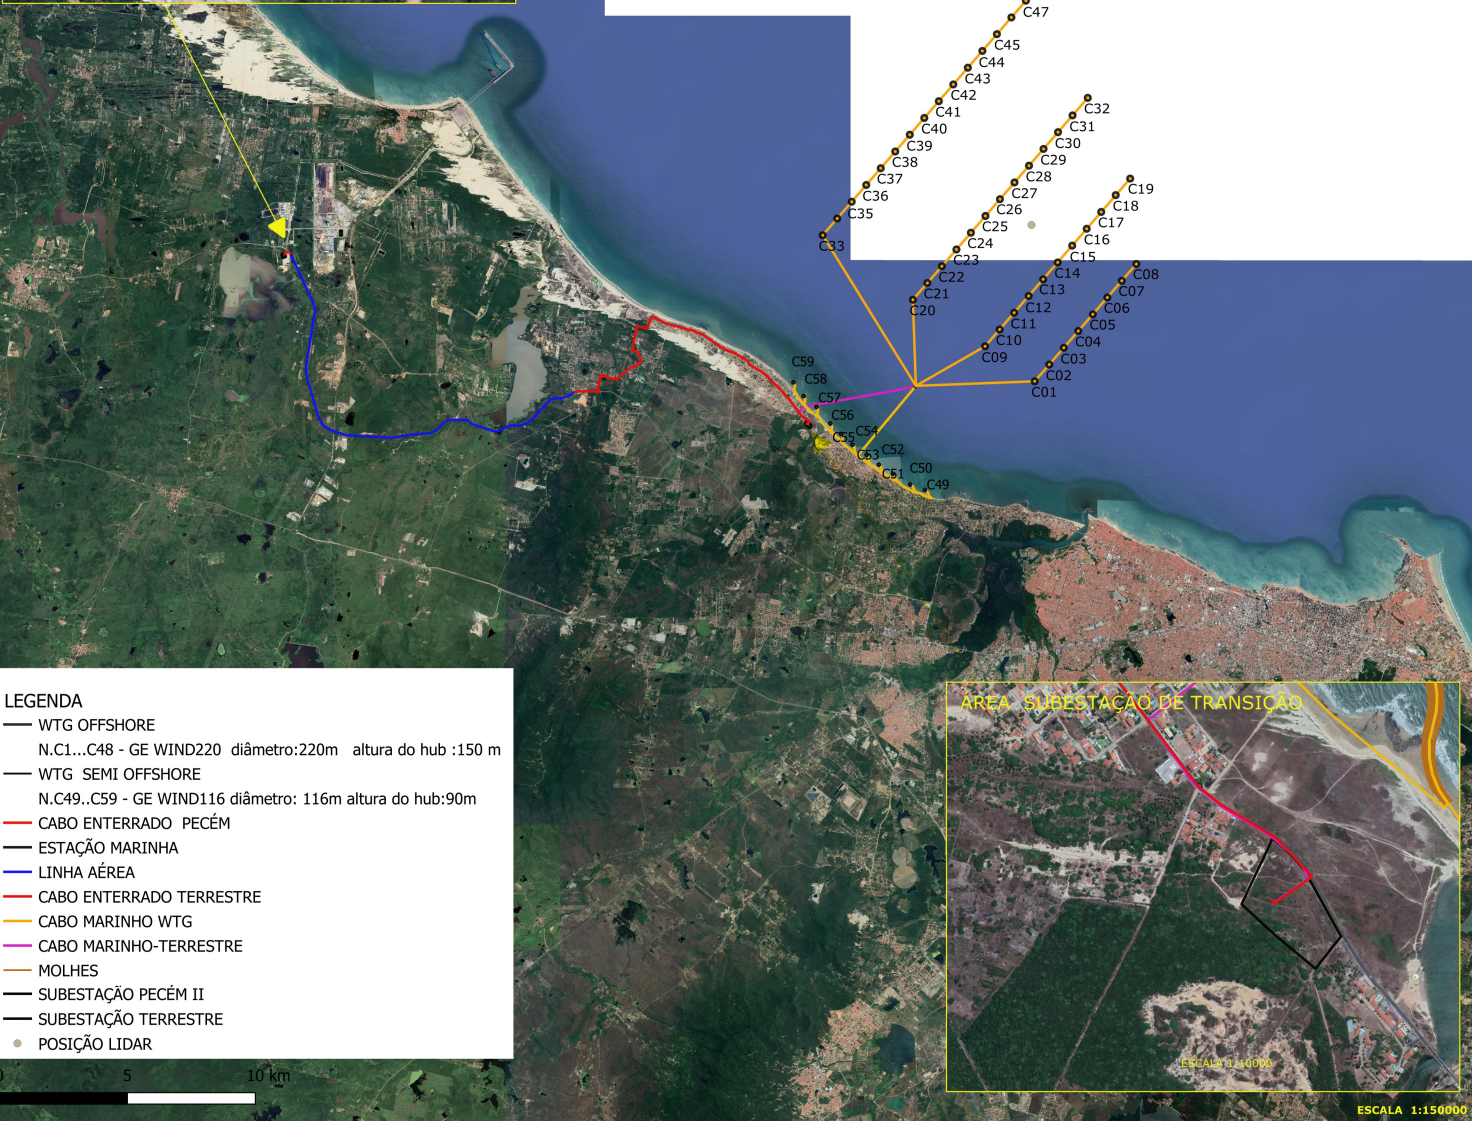 C47
C45
C44
C43
C42
C41
C40
C39
C38
C37
C36
C35
C33
C32
C31
C30
C29
C28
C27
C26
C25
C24
C23
C22
C21
C20
C19
C18
C17
C16
C15
C14
C13
C12
C11
C10
C09
C08
C07
C06
C05
C04
C03
C02
C01
C59
C58
C57
C56
C55
C54
C53
C52
C51
C50
C49
LEGENDA
WTG OFFSHORE
N.C1...C48 - GE WIND220 diâmetro:220m altura do hub :150 m
WTG SEMI OFFSHORE
N.C49..C59 - GE WIND116 diâmetro: 116m altura do hub:90m
CABO ENTERRADO PECÉM
ESTAÇÃO MARINHA
LINHA AÉREA
CABO ENTERRADO TERRESTRE
CABO MARINHO WTG
CABO MARINHO-TERRESTRE
MOLHES
SUBESTAÇÃO PECÉM II
SUBESTAÇÃO TERRESTRE
POSIÇÃO LIDAR
0 5 10 km
ÁREA SUBESTAÇÃO DE TRANSIÇÃO
ESCALA 1:10000
ESCALA 1:150000